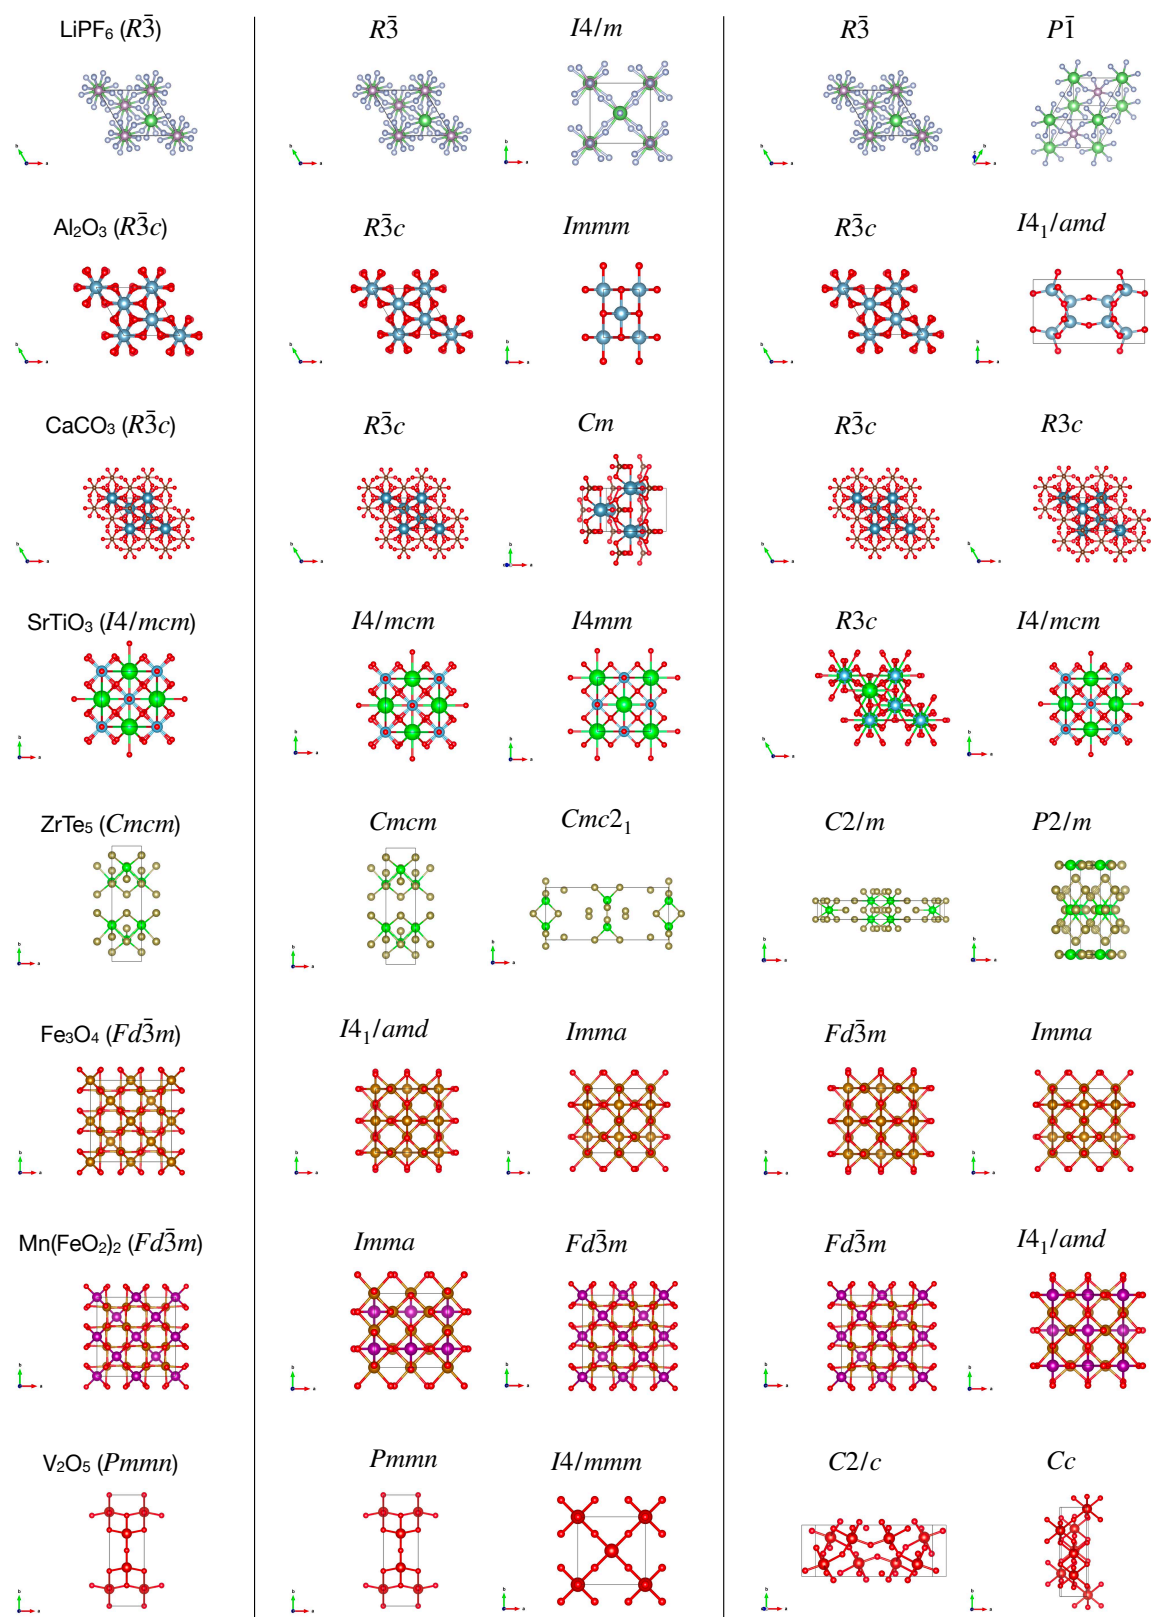 LiPF₆ (R3̄) R3̄ I4/m R3̄ P1̄
Al₂O₃ (R3̄c) R3̄c Immm R3̄c I4₁/amd
CaCO₃ (R3̄c) R3̄c Cm R3̄c R3c
SrTiO₃ (I4/mcm) I4/mcm I4mm R3c I4/mcm
ZrTe₅ (Cmcm) Cmcm Cmc2₁ C2/m P2/m
Fe₃O₄ (Fd3̄m) I4₁/amd Imma Fd3̄m Imma
Mn(FeO₂)₂ (Fd3̄m) Imma Fd3̄m Fd3̄m I4₁/amd
V₂O₅ (Pmmn) Pmmn I4/mmm C2/c Cc